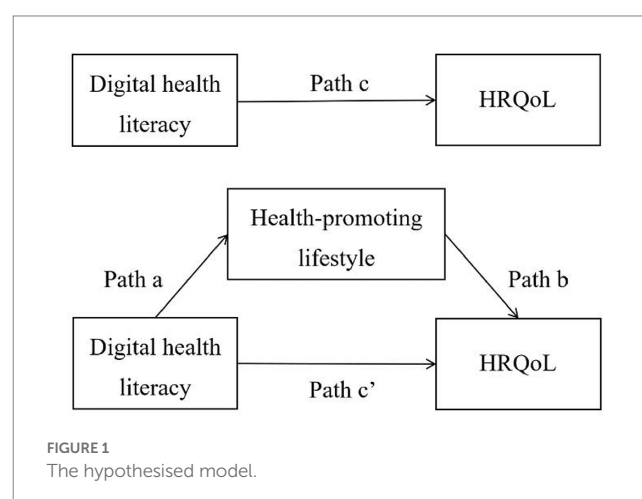 Digital health
literacy
Path c
HRQoL
Health-promoting
lifestyle
Path a
Path b
Digital health
literacy
HRQoL
Path c’
FIGURE 1
The hypothesised model.